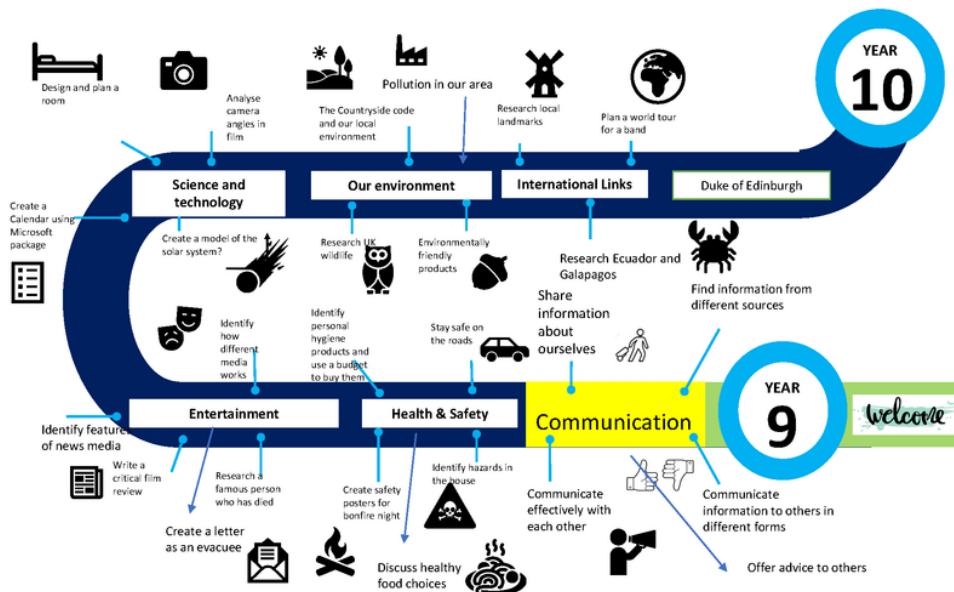 YEAR
10
Design and plan a
room
Analyse
camera
angles in
film
The Countryside code
and our local
environment
Pollution in our area
Research local
landmarks
Plan a world tour
for a band
Science and
technology
Our environment
International Links
Duke of Edinburgh
Create a
Calendar using
Microsoft
package
Create a model of the
solar system?
Research UK
wildlife
Environmentally
friendly
products
Research Ecuador and
Galapagos
Find information from
different sources
Identify
how
different
media
works
Identify
personal
hygiene
products and
use a budget
to buy them
Stay safe on
the roads
Share
information
about
ourselves
Entertainment
Health & Safety
Communication
YEAR
9
welcome
Identify features
of news media
Write a
critical film
review
Research a
famous person
who has died
Create safety
posters for
bonfire night
Identify hazards in
the house
Communicate
effectively with
each other
Communicate
information to others in
different forms
Create a letter
as an evacuee
Discuss healthy
food choices
Offer advice to others